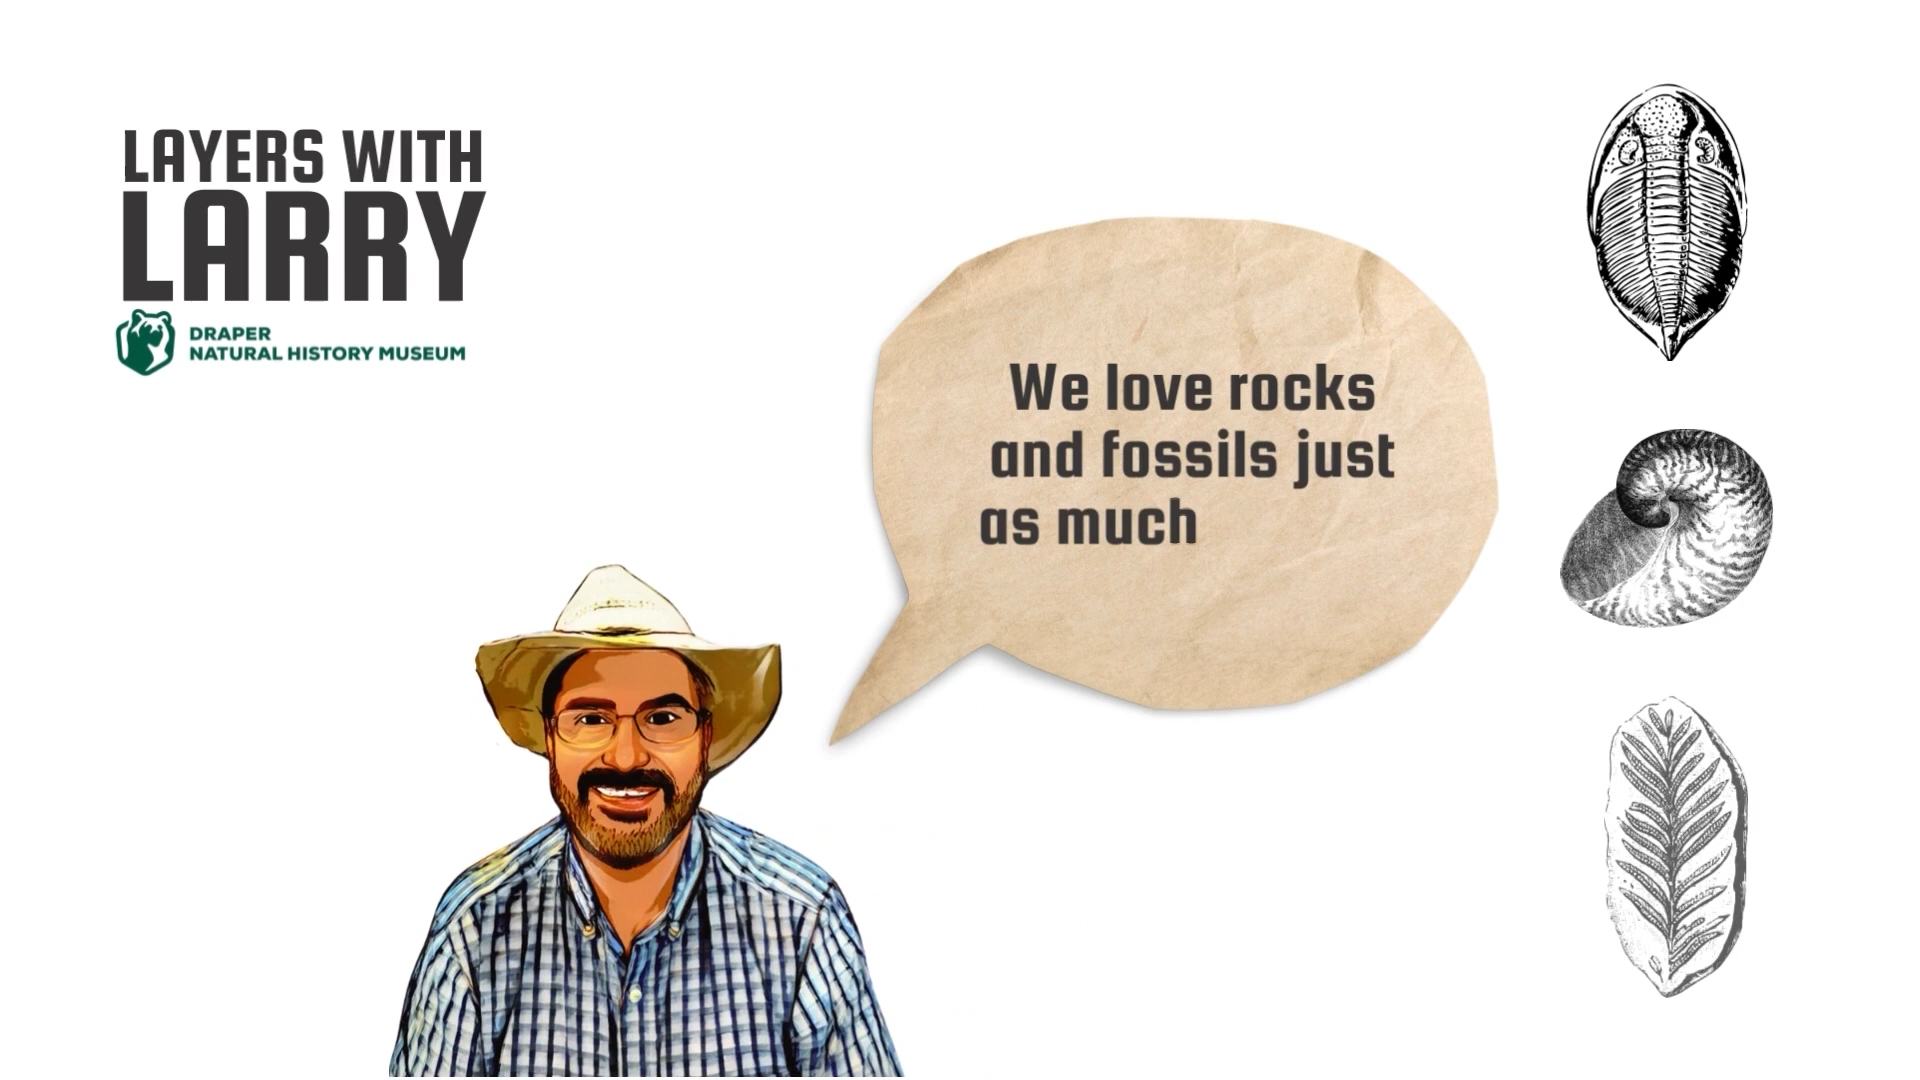 LAYERS WITH
LARRY
DRAPER
NATURAL HISTORY MUSEUM
We love rocks
and fossils just
as much